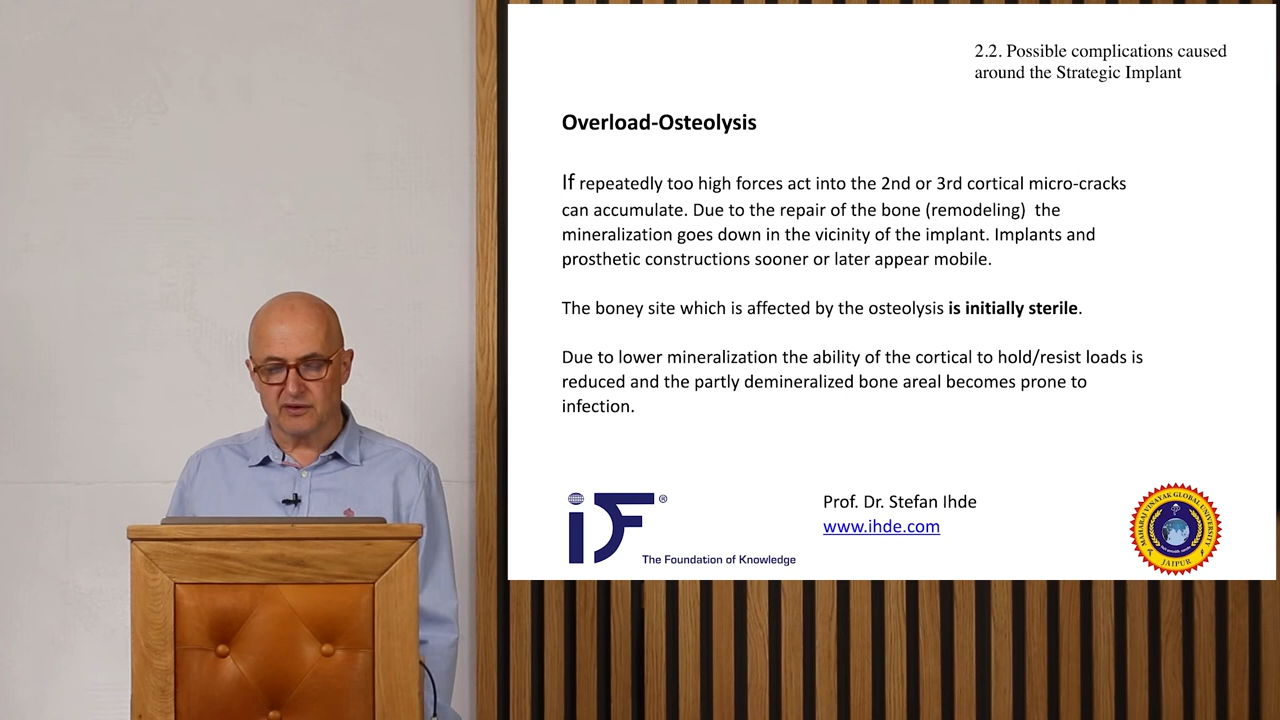 2.2. Possible complications caused
around the Strategic Implant
Overload-Osteolysis
If repeatedly too high forces act into the 2nd or 3rd cortical micro-cracks
can accumulate. Due to the repair of the bone (remodeling)  the
mineralization goes down in the vicinity of the implant. Implants and
prosthetic constructions sooner or later appear mobile.
The boney site which is affected by the osteolysis is initially sterile.
Due to lower mineralization the ability of the cortical to hold/resist loads is
reduced and the partly demineralized bone areal becomes prone to
infection.
iF®
The Foundation of Knowledge
Prof. Dr. Stefan Ihde
www.ihde.com
MAHARAJ VINAYAK GLOBAL UNIVERSITY
JAIPUR